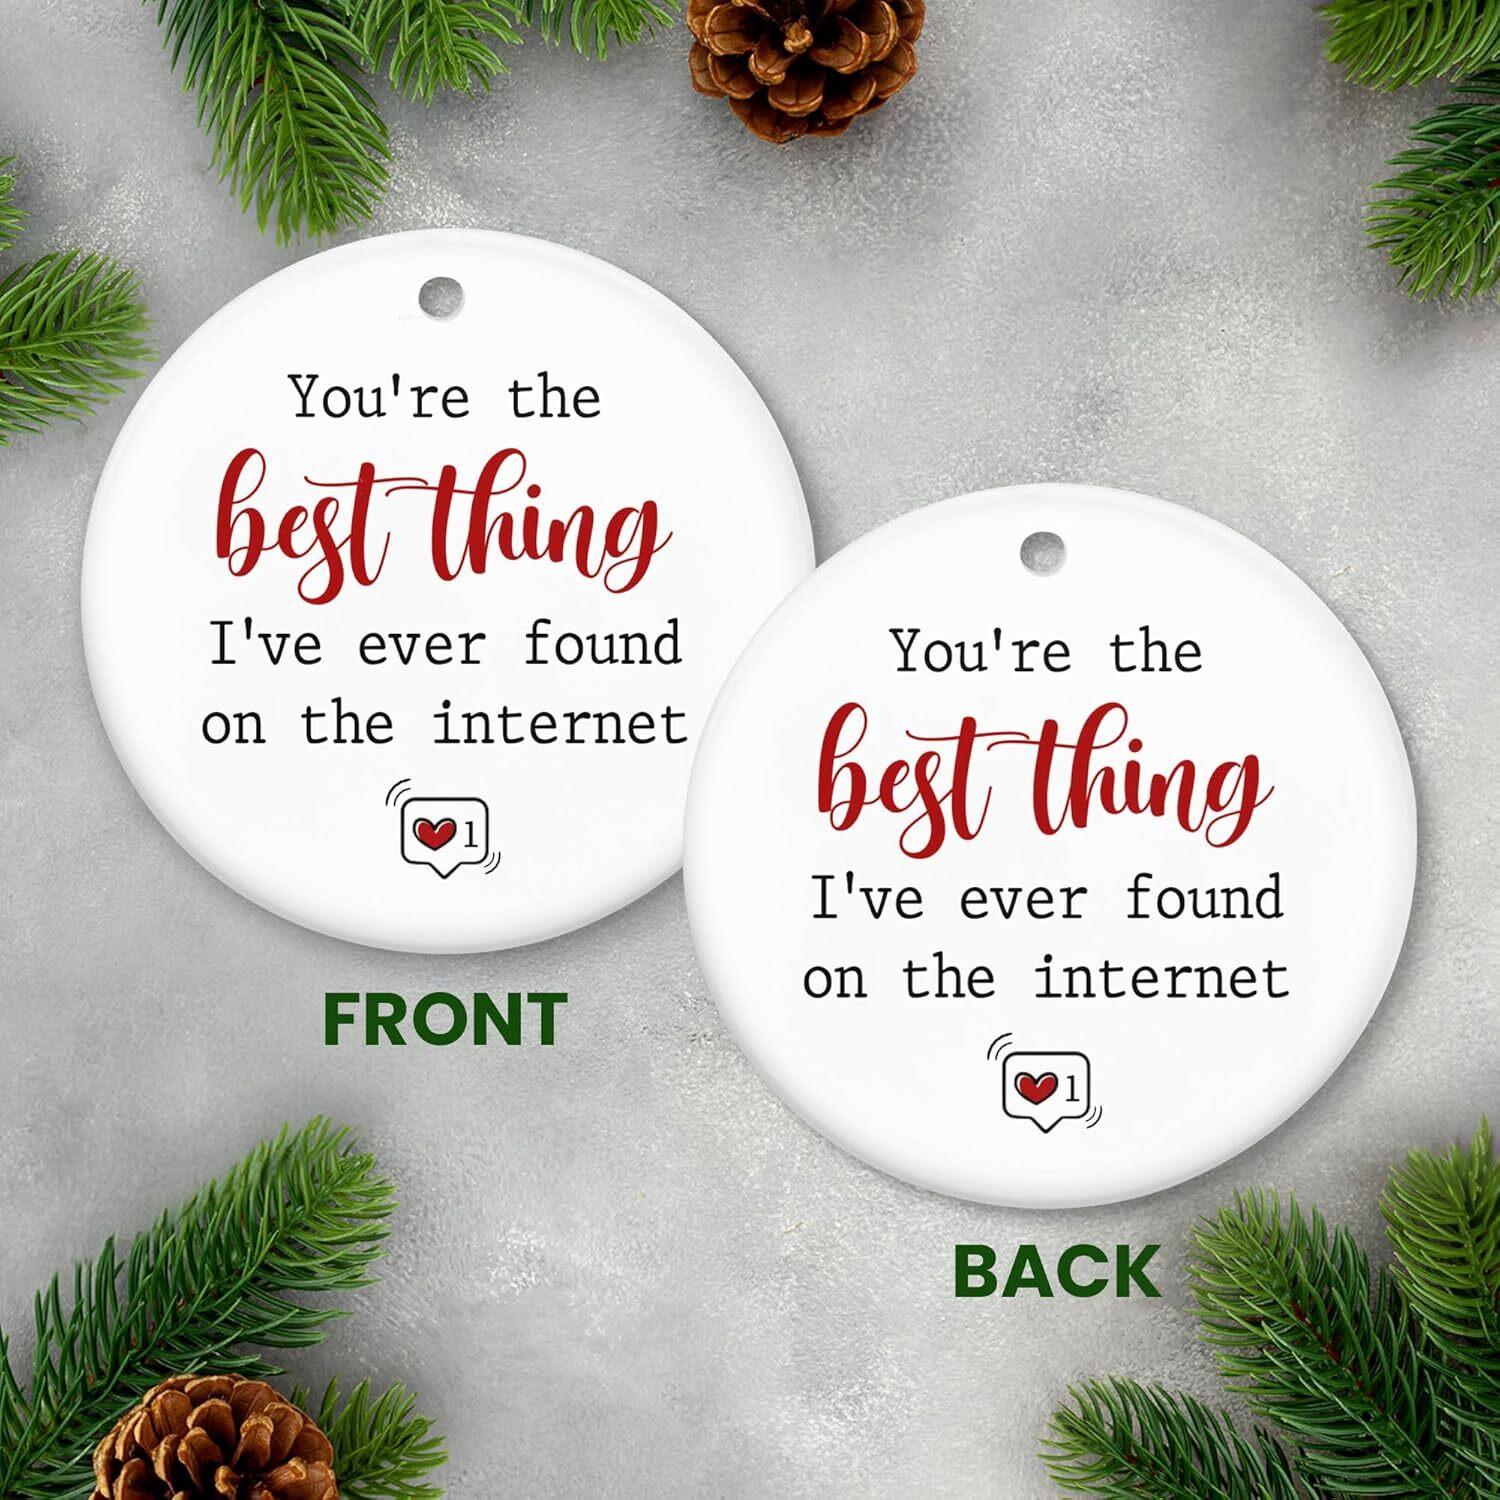 You're the
best thing
I've ever found
on the internet
1
FRONT
You're the
best thing
I've ever found
on the internet
1
BACK